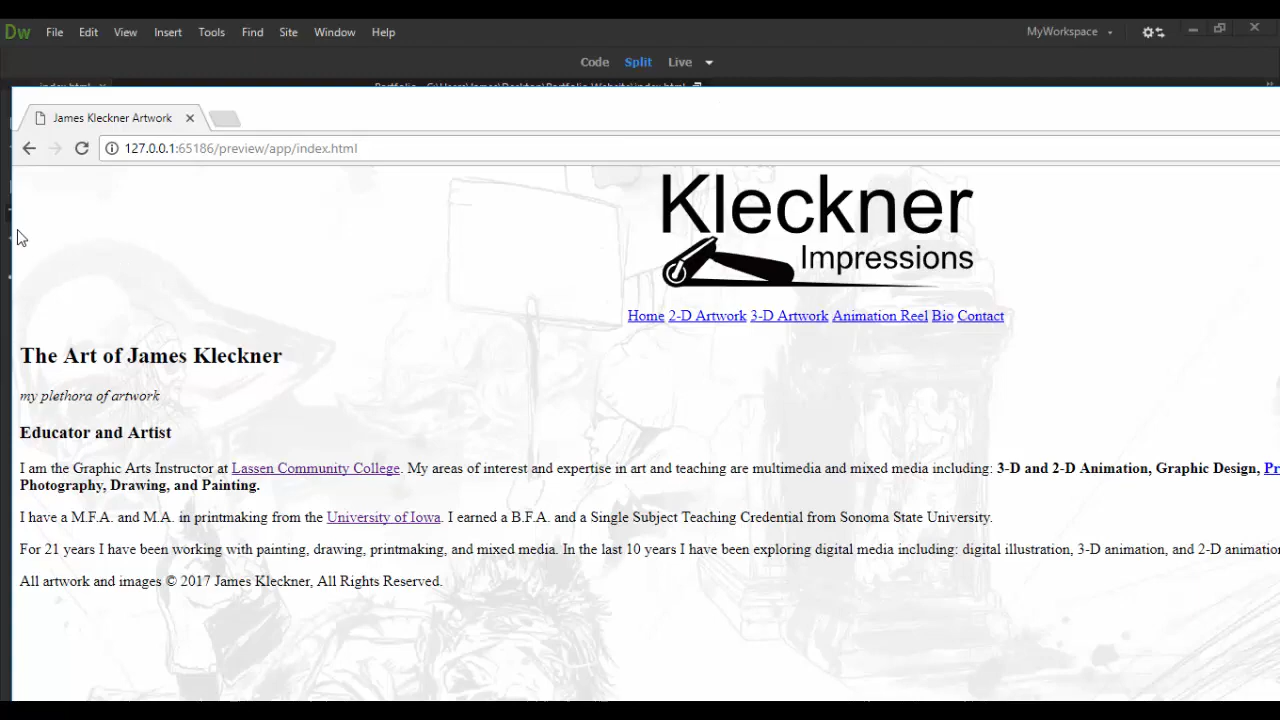 Dw File Edit View Insert Tools Find Site Window Help MyWorkspace
Code Split Live
James Kleckner Artwork
127.0.0.1:65186/preview/app/index.html
Kleckner
Impressions
Home 2-D Artwork 3-D Artwork Animation Reel Bio Contact
The Art of James Kleckner
my plethora of artwork
Educator and Artist
I am the Graphic Arts Instructor at Lassen Community College. My areas of interest and expertise in art and teaching are multimedia and mixed media including: 3-D and 2-D Animation, Graphic Design, Pr
Photography, Drawing, and Painting.
I have a M.F.A. and M.A. in printmaking from the University of Iowa. I earned a B.F.A. and a Single Subject Teaching Credential from Sonoma State University.
For 21 years I have been working with painting, drawing, printmaking, and mixed media. In the last 10 years I have been exploring digital media including: digital illustration, 3-D animation, and 2-D animation
All artwork and images © 2017 James Kleckner, All Rights Reserved.